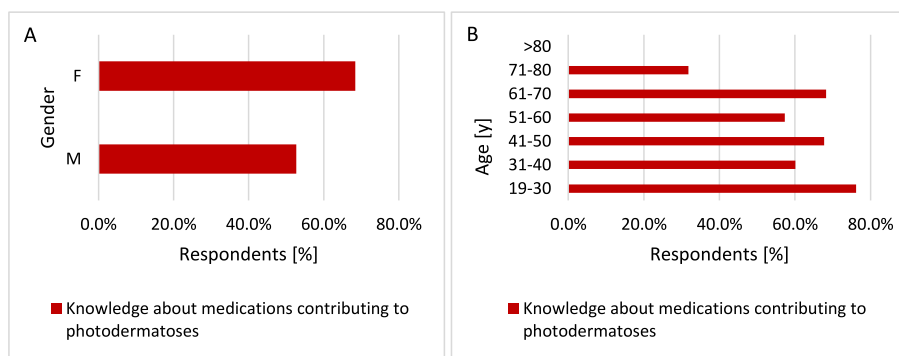 A
Gender
F
M
0.0% 20.0% 40.0% 60.0% 80.0%
Respondents [%]
Knowledge about medications contributing to
photodermatoses
B
Age [y]
>80
71-80
61-70
51-60
41-50
31-40
19-30
0.0% 20.0% 40.0% 60.0% 80.0%
Respondents [%]
Knowledge about medications contributing to
photodermatoses